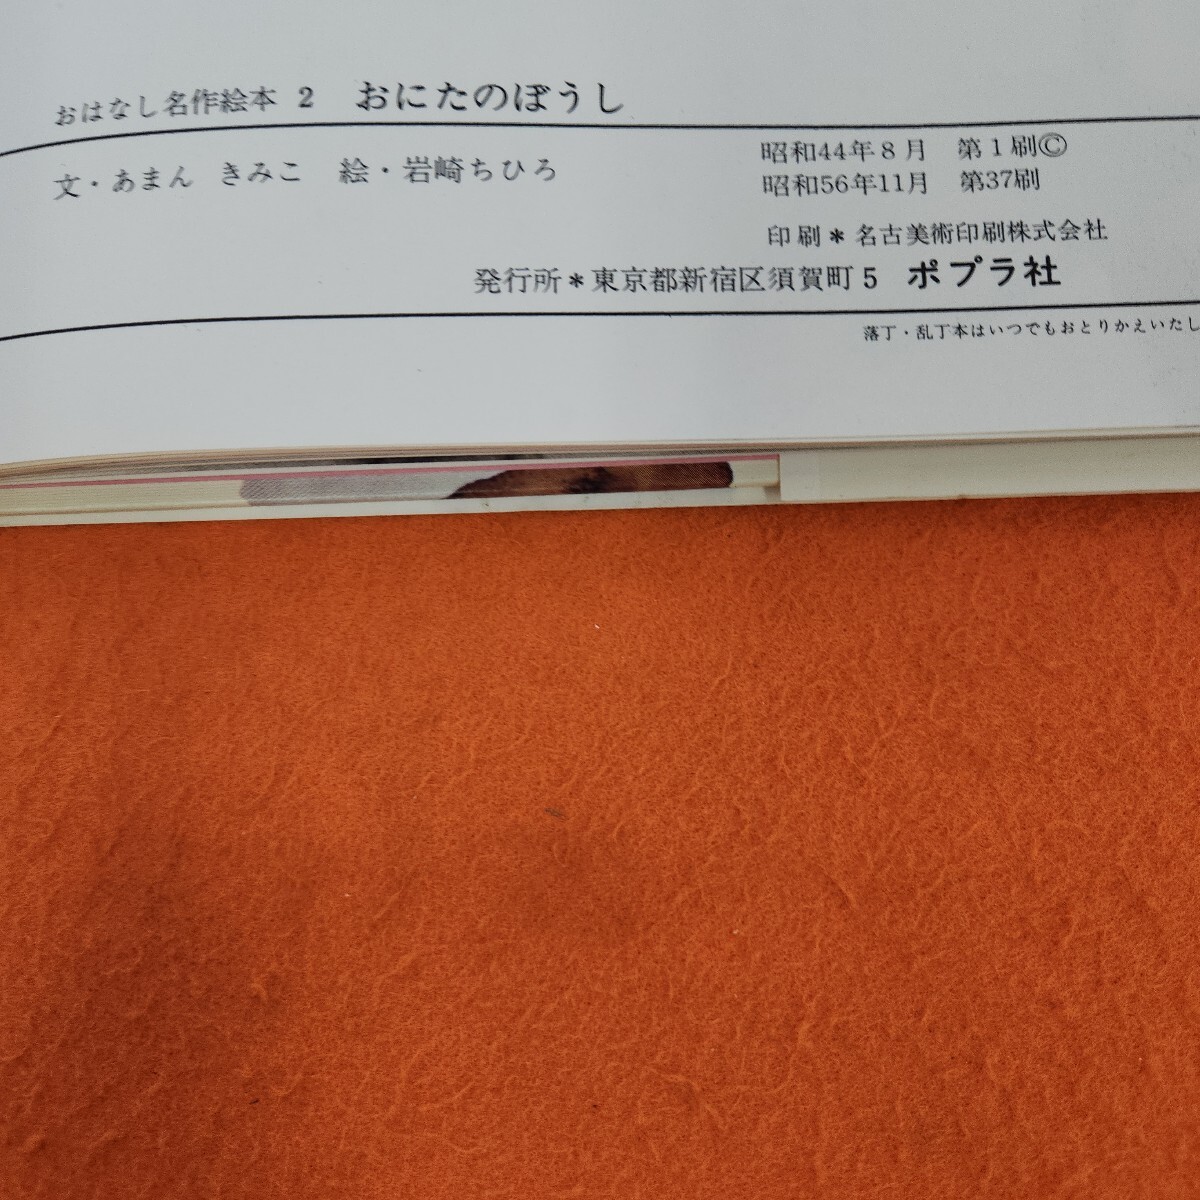 おはなし名作絵本 2 おにたのぼうし
文・あまん きみこ 絵・岩崎ちひろ
昭和44年8月 第1刷Ⓒ
昭和56年11月 第37刷
印刷＊名古美術印刷株式会社
発行所＊東京都新宿区須賀町5 ポプラ社
落丁・乱丁本はいつでもおとりかえいたし